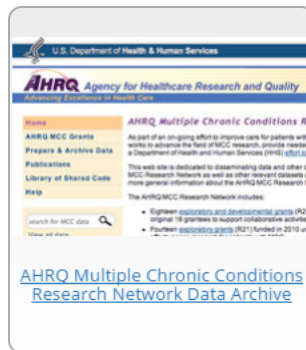 U.S. Department of Health & Human Services
AHRQ Agency for Healthcare Research and Quality
Advancing Excellence in Health Care
Home
AHRQ MCC Grants
Prepare & Archive Data
Publications
Library of Shared Code
Help
search for MCC data
View all data
AHRQ Multiple Chronic Conditions R
As part of an on-going effort to improve care for patients wit
works to advance the field of MCC research, provide neede
a Department of Health and Human Services (HHS) effort to
This web site is dedicated to disseminating data and other
MCC Research Network as well as other relevant datasets
more general information about the AHRQ MCC Research
The AHRQ MCC Research Network includes:
Eighteen exploratory and developmental grants (R2
original 18 grantees to support collaborative activities
Fourteen exploratory grants (R21) funded in 2010 u
AHRQ Multiple Chronic Conditions
Research Network Data Archive